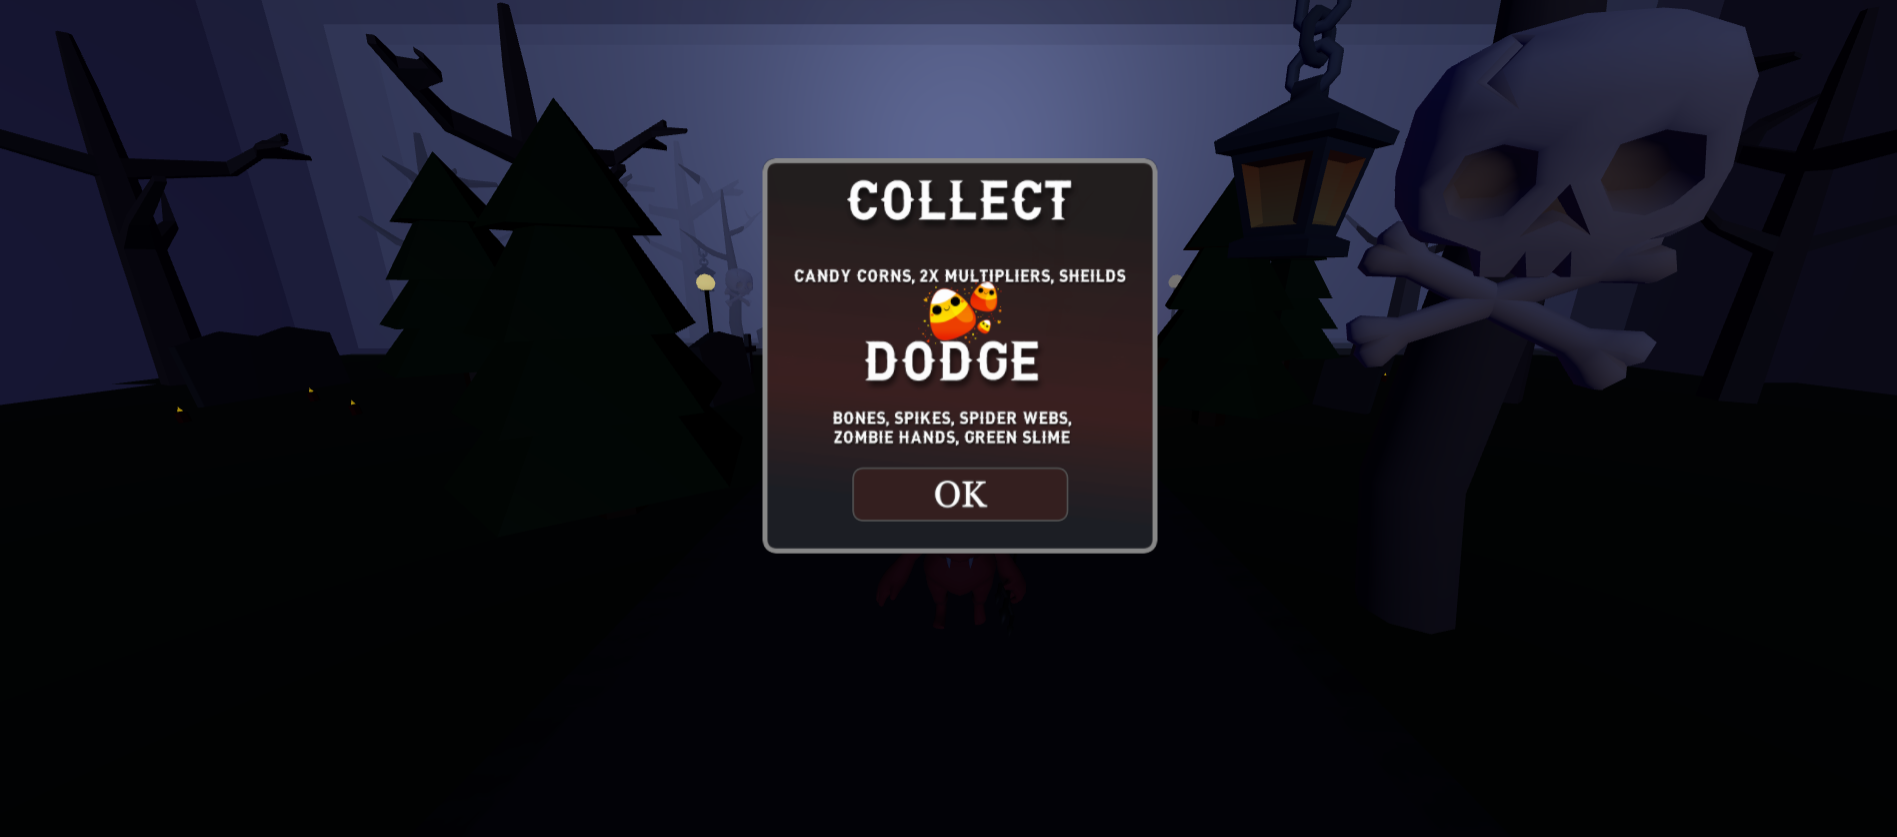 COLLECT
CANDY CORNS, 2X MULTIPLIERS, SHEILDS
DODGE
BONES, SPIKES, SPIDER WEBS,
ZOMBIE HANDS, GREEN SLIME
OK